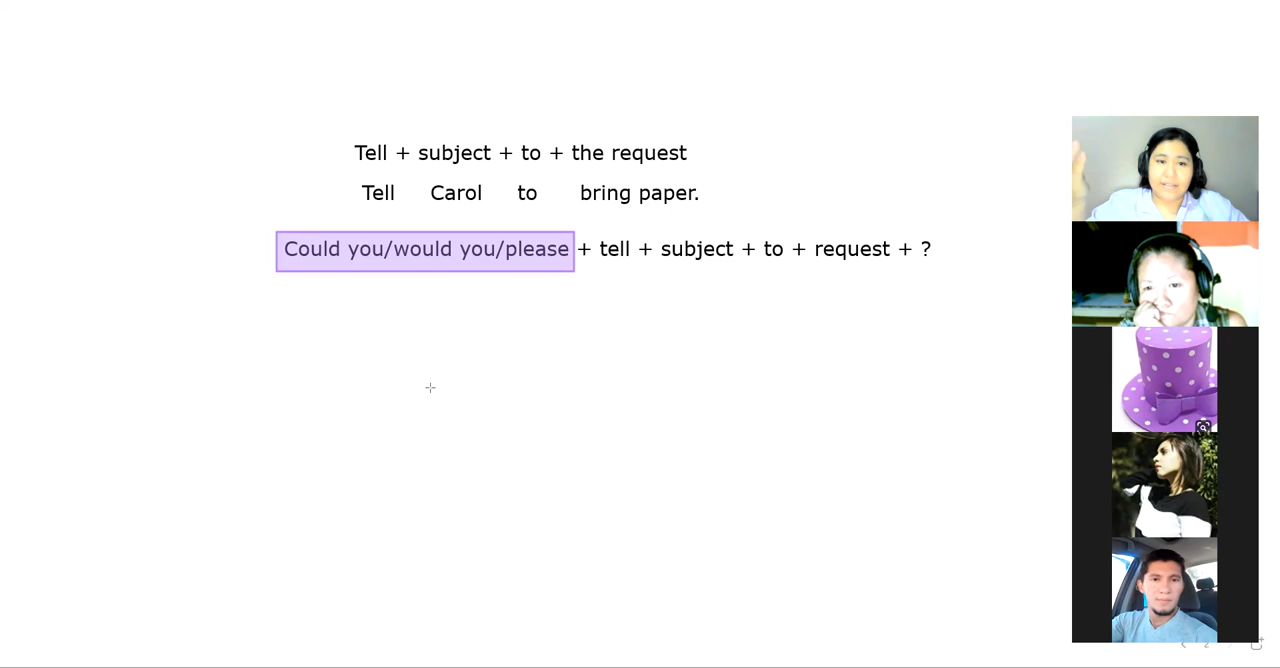 Tell + subject + to + the request
Tell Carol to bring paper.
Could you/would you/please + tell + subject + to + request + ?